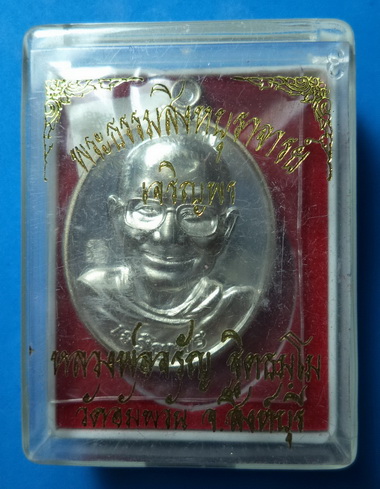 พระธรรมสิงหบุราจารย์
เจริญพร
หลวงพ่อจรัญ ฐิตธมฺโม
วัดอัมพวัน จ.สิงห์บุรี